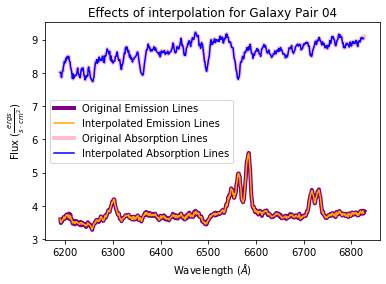 Effects of interpolation for Galaxy Pair 04
Flux (ergs/s · cm²)
9
8
7
6
5
4
3
Original Emission Lines
Interpolated Emission Lines
Original Absorption Lines
Interpolated Absorption Lines
6200 6300 6400 6500 6600 6700 6800
Wavelength (Å)